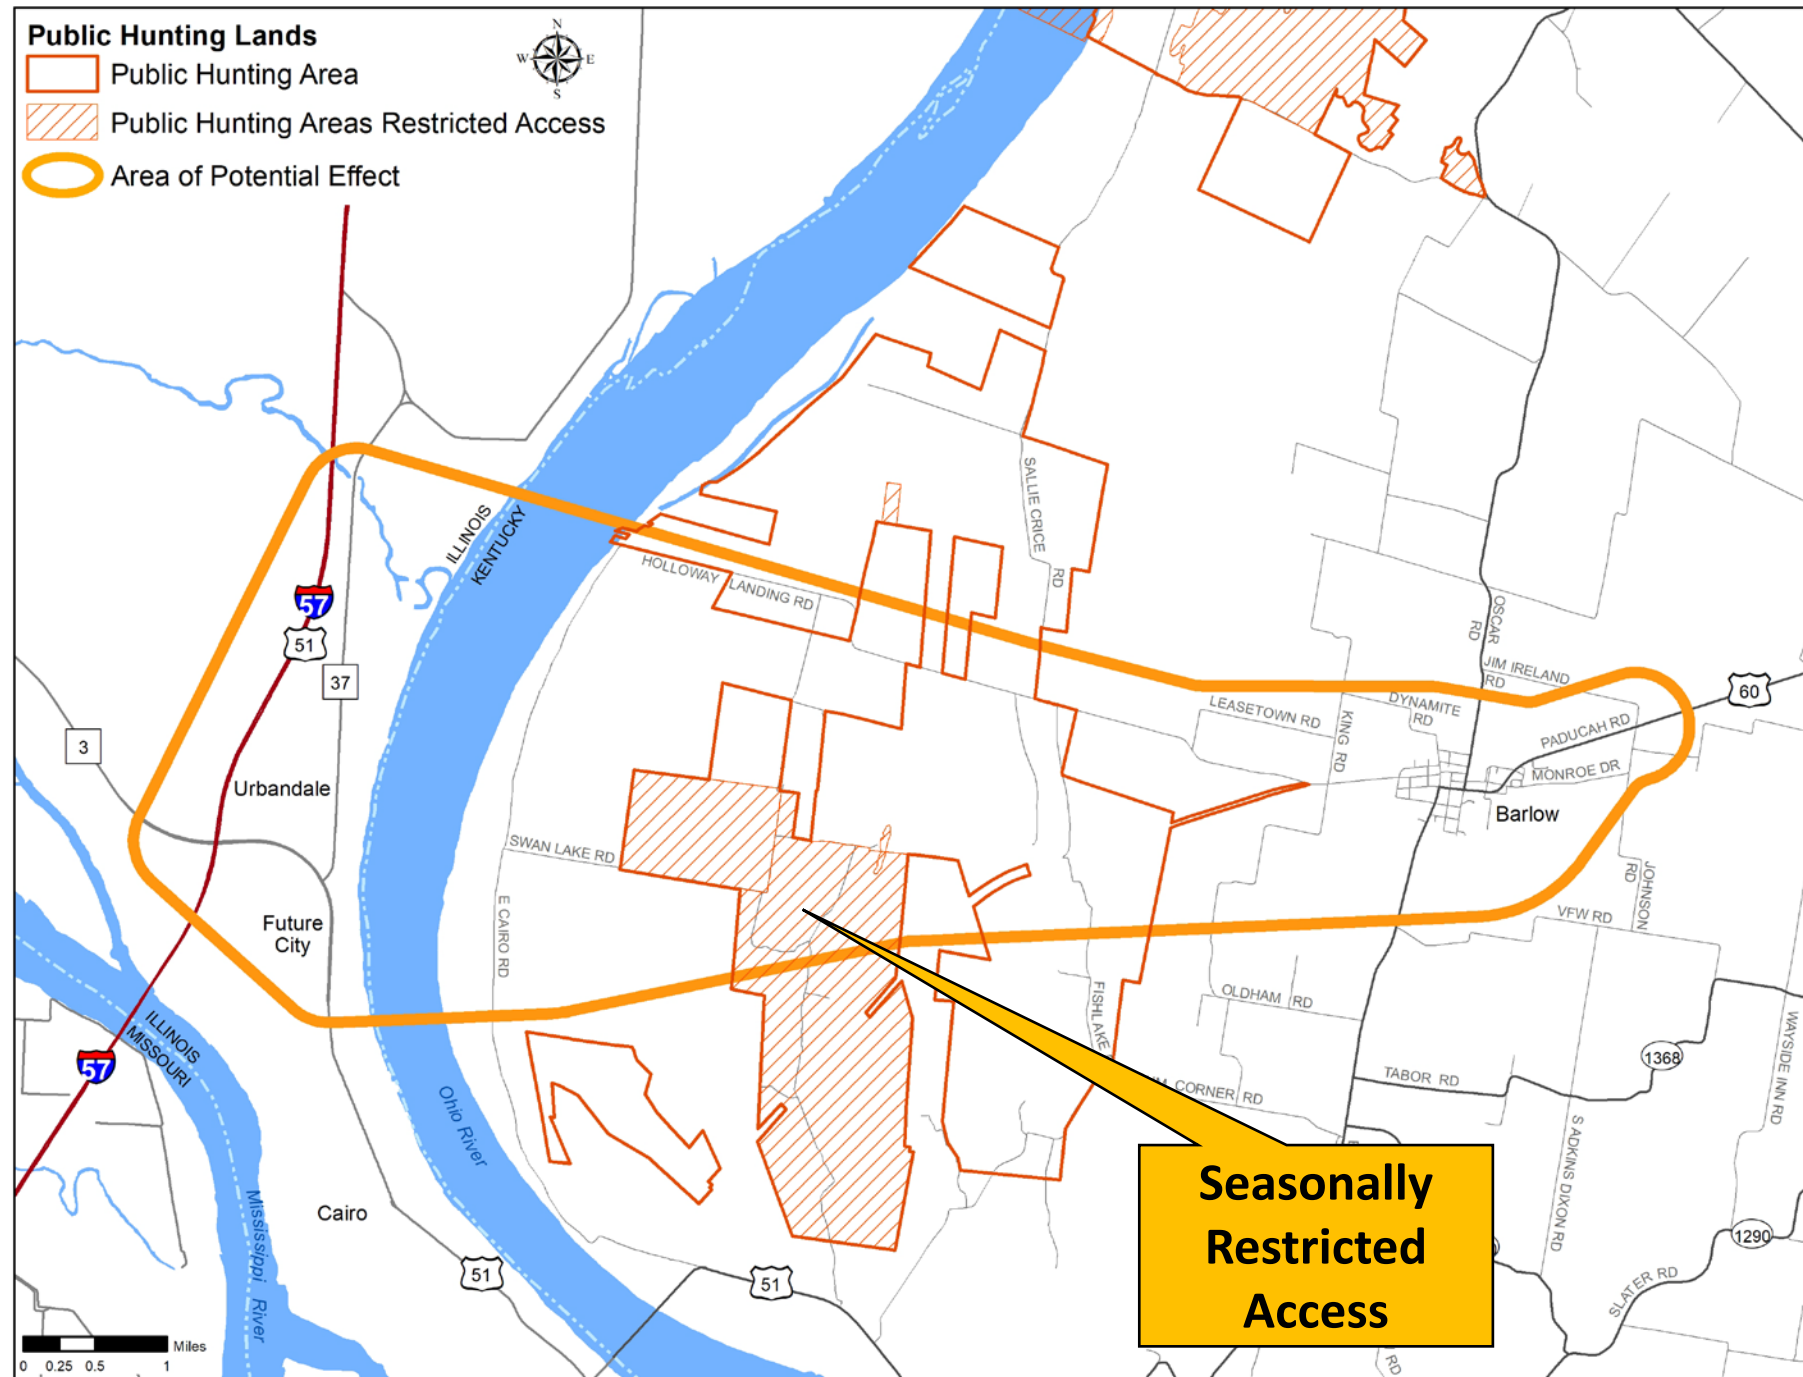 Public Hunting Lands
Public Hunting Area
Public Hunting Areas Restricted Access
Area of Potential Effect
N
W
E
S
ILLINOIS
KENTUCKY
SALLIE CRICE
RD
HOLLOWAY
LANDING RD
57
51
37
3
OSCAR
RD
JIM IRELAND
RD
60
DYNAMITE
RD
LEASETOWN RD
KING RD
PADUCAH RD
MONROE DR
Urbandale
Barlow
SWAN LAKE RD
E CAIRO RD
JOHNSON
RD
VFW RD
Future
City
FISHLAKE
OLDHAM RD
WAYSIDE INN RD
ILLINOIS
MISSOURI
57
1368
TABOR RD
CORNER RD
Ohio River
S ADKINS DIXON RD
Seasonally
Restricted
Access
Cairo
Mississippi River
1290
SLATER RD
51
51
RD
Miles
0 0.25 0.5 1